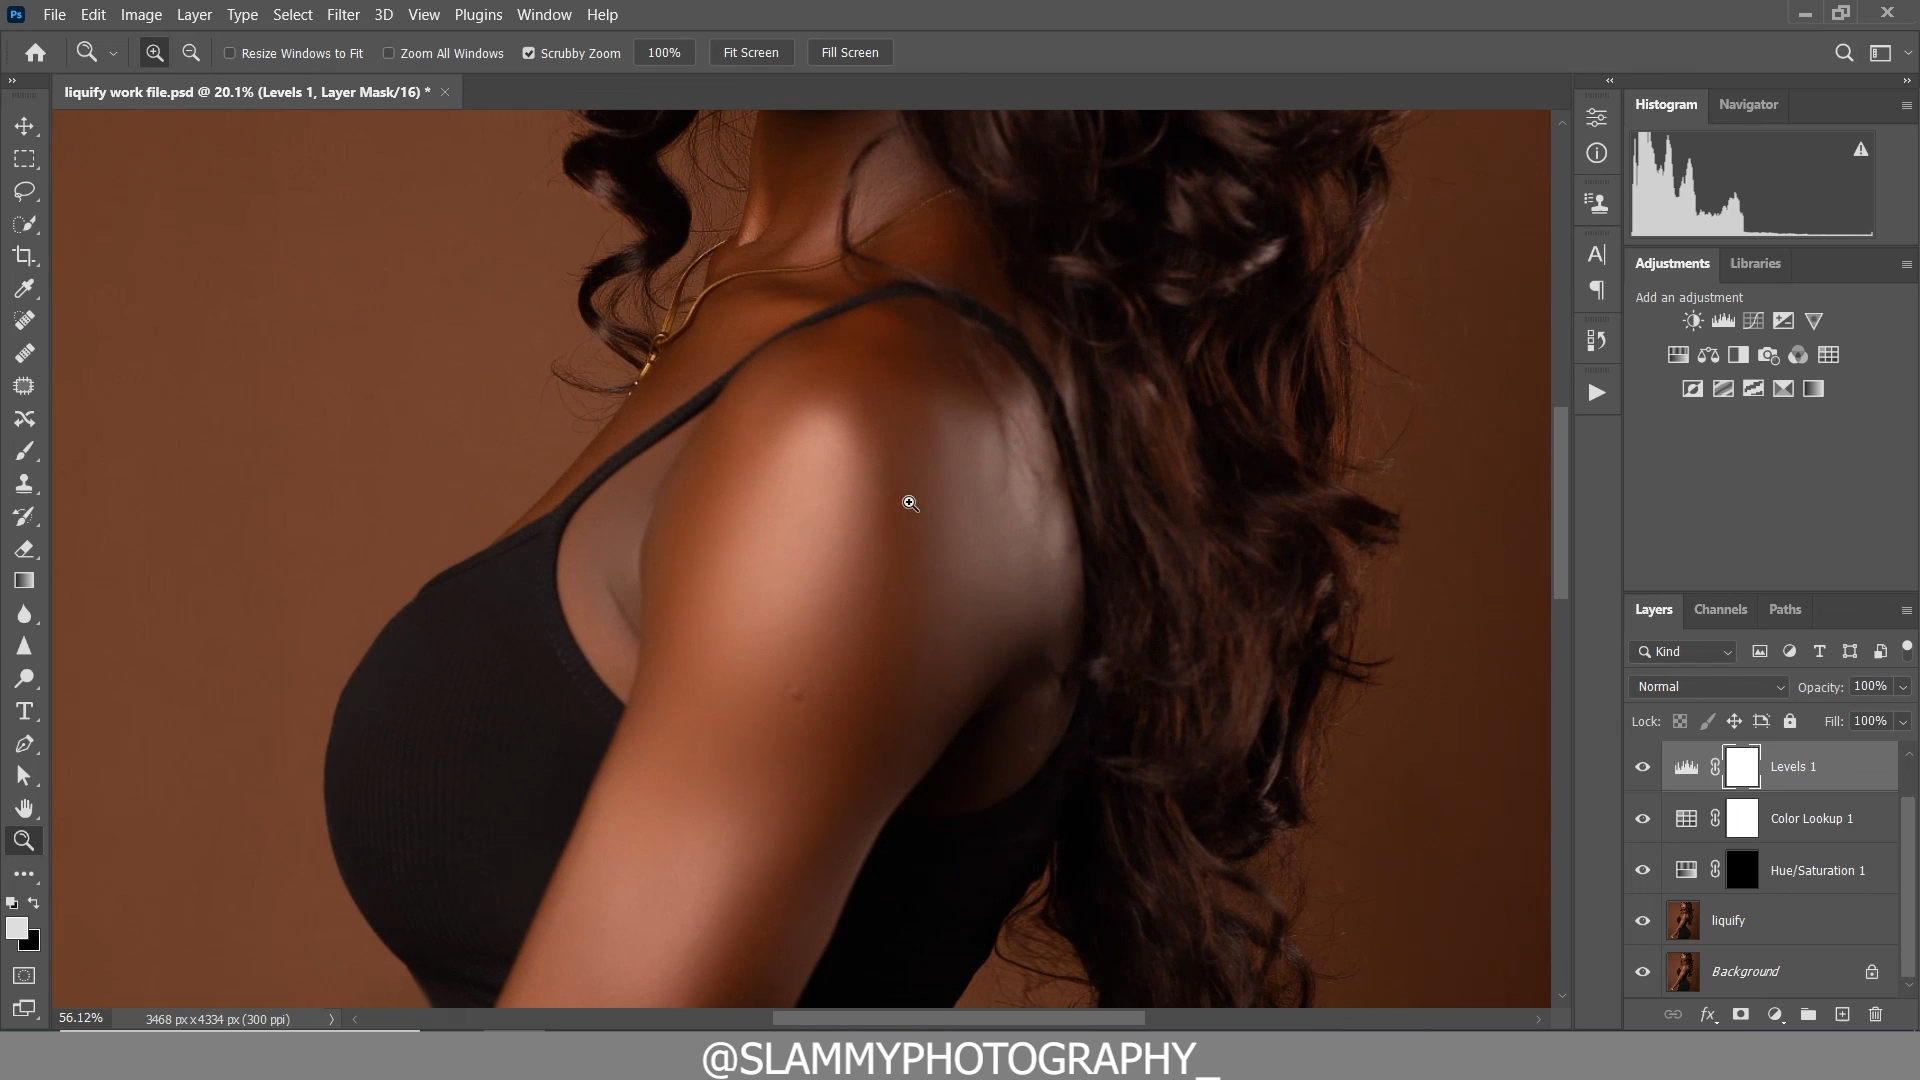 Ps File Edit Image Layer Type Select Filter 3D View Plugins Window Help
Resize Windows to Fit Zoom All Windows Scrubby Zoom 100% Fit Screen Fill Screen
liquify work file.psd @ 20.1% (Levels 1, Layer Mask/16) *
Histogram Navigator
Adjustments Libraries
Add an adjustment
Layers Channels Paths
Kind
Normal Opacity: 100%
Lock: Fill: 100%
Levels 1
Color Lookup 1
Hue/Saturation 1
liquify
Background
56.12% 3468 px x 4334 px (300 ppi)
@SLAMMYPHOTOGRAPHY_